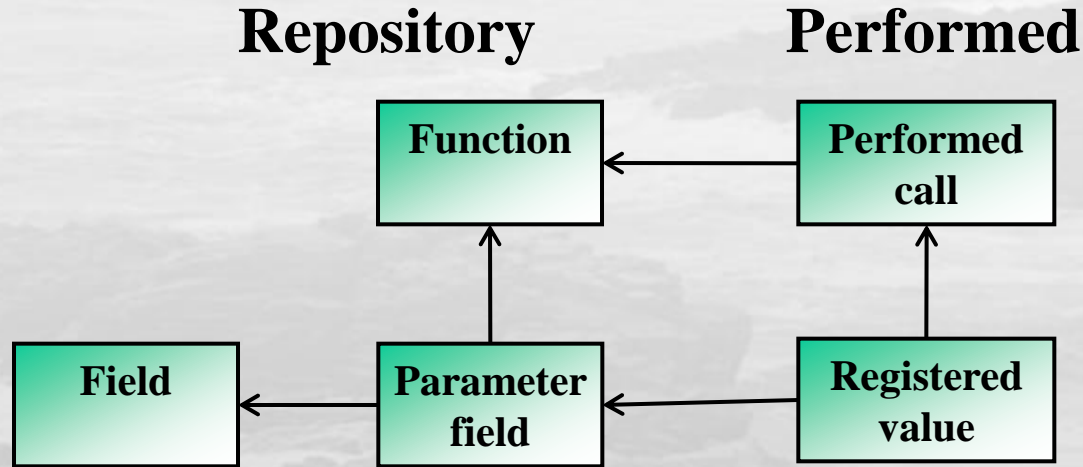 Repository
Performed
Function
Performed
call
Field
Parameter
field
Registered
value